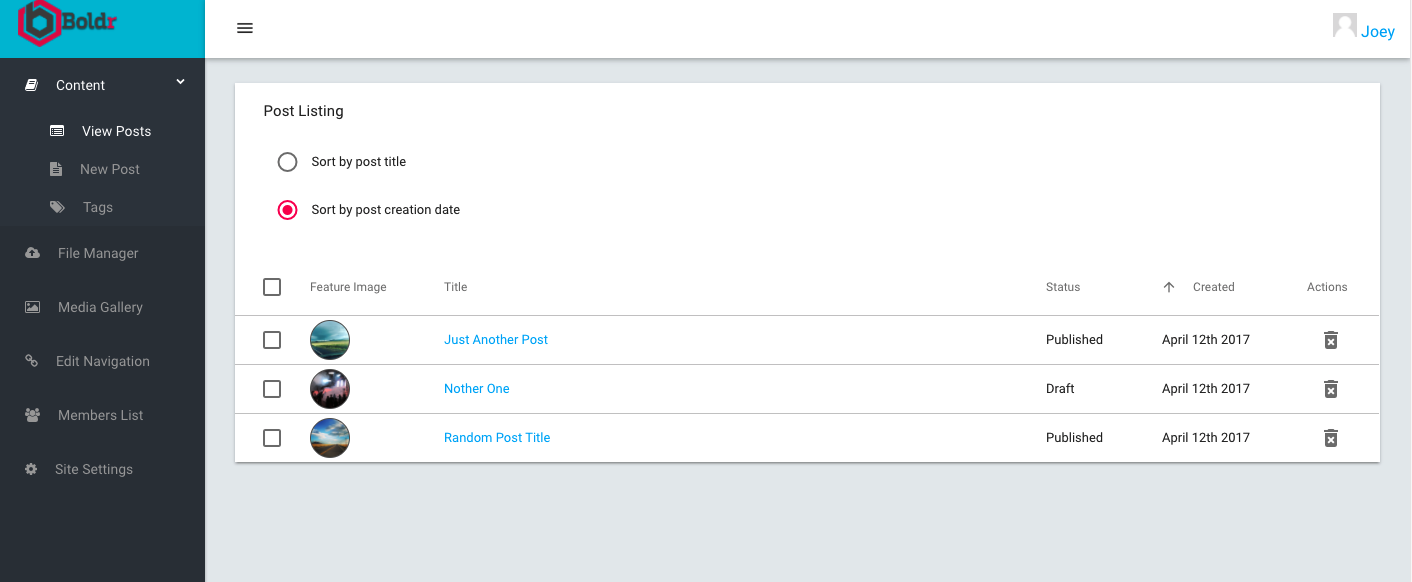 Boldr
Joey
Content
View Posts
New Post
Tags
File Manager
Media Gallery
Edit Navigation
Members List
Site Settings
Post Listing
Sort by post title
Sort by post creation date
Feature Image Title Status Created Actions
Just Another Post Published April 12th 2017
Nother One Draft April 12th 2017
Random Post Title Published April 12th 2017